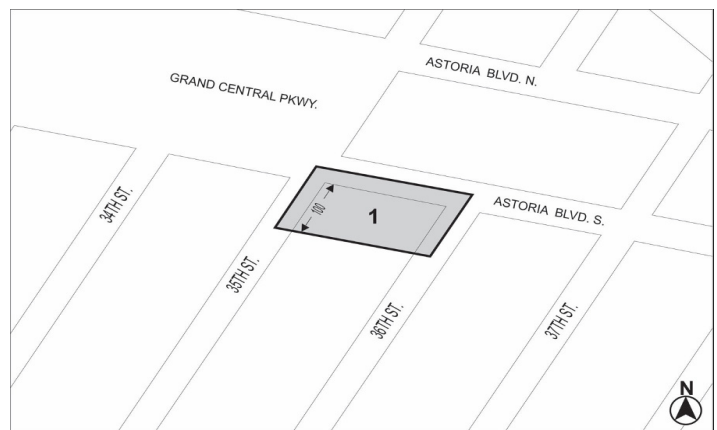 ASTORIA BLVD. N.
GRAND CENTRAL PKWY.
34TH ST.
100
1
ASTORIA BLVD. S.
35TH ST.
36TH ST.
37TH ST.
N